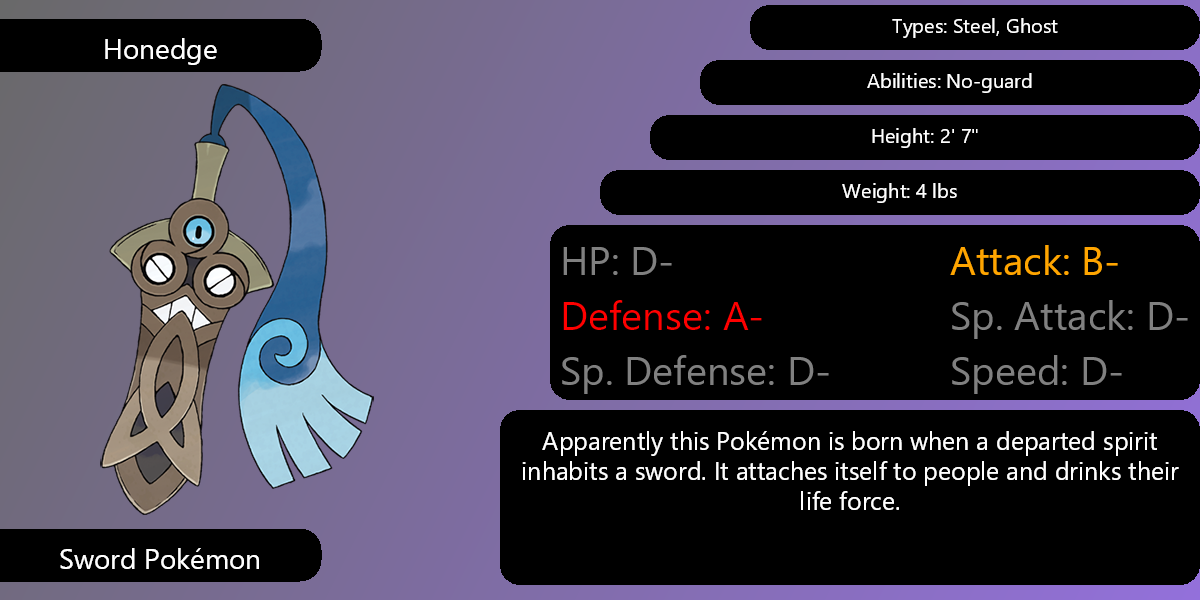 Honedge
Types: Steel, Ghost
Abilities: No-guard
Height: 2' 7"
Weight: 4 lbs
HP: D-
Attack: B-
Defense: A-
Sp. Attack: D-
Sp. Defense: D-
Speed: D-
Apparently this Pokémon is born when a departed spirit
inhabits a sword. It attaches itself to people and drinks their
life force.
Sword Pokémon